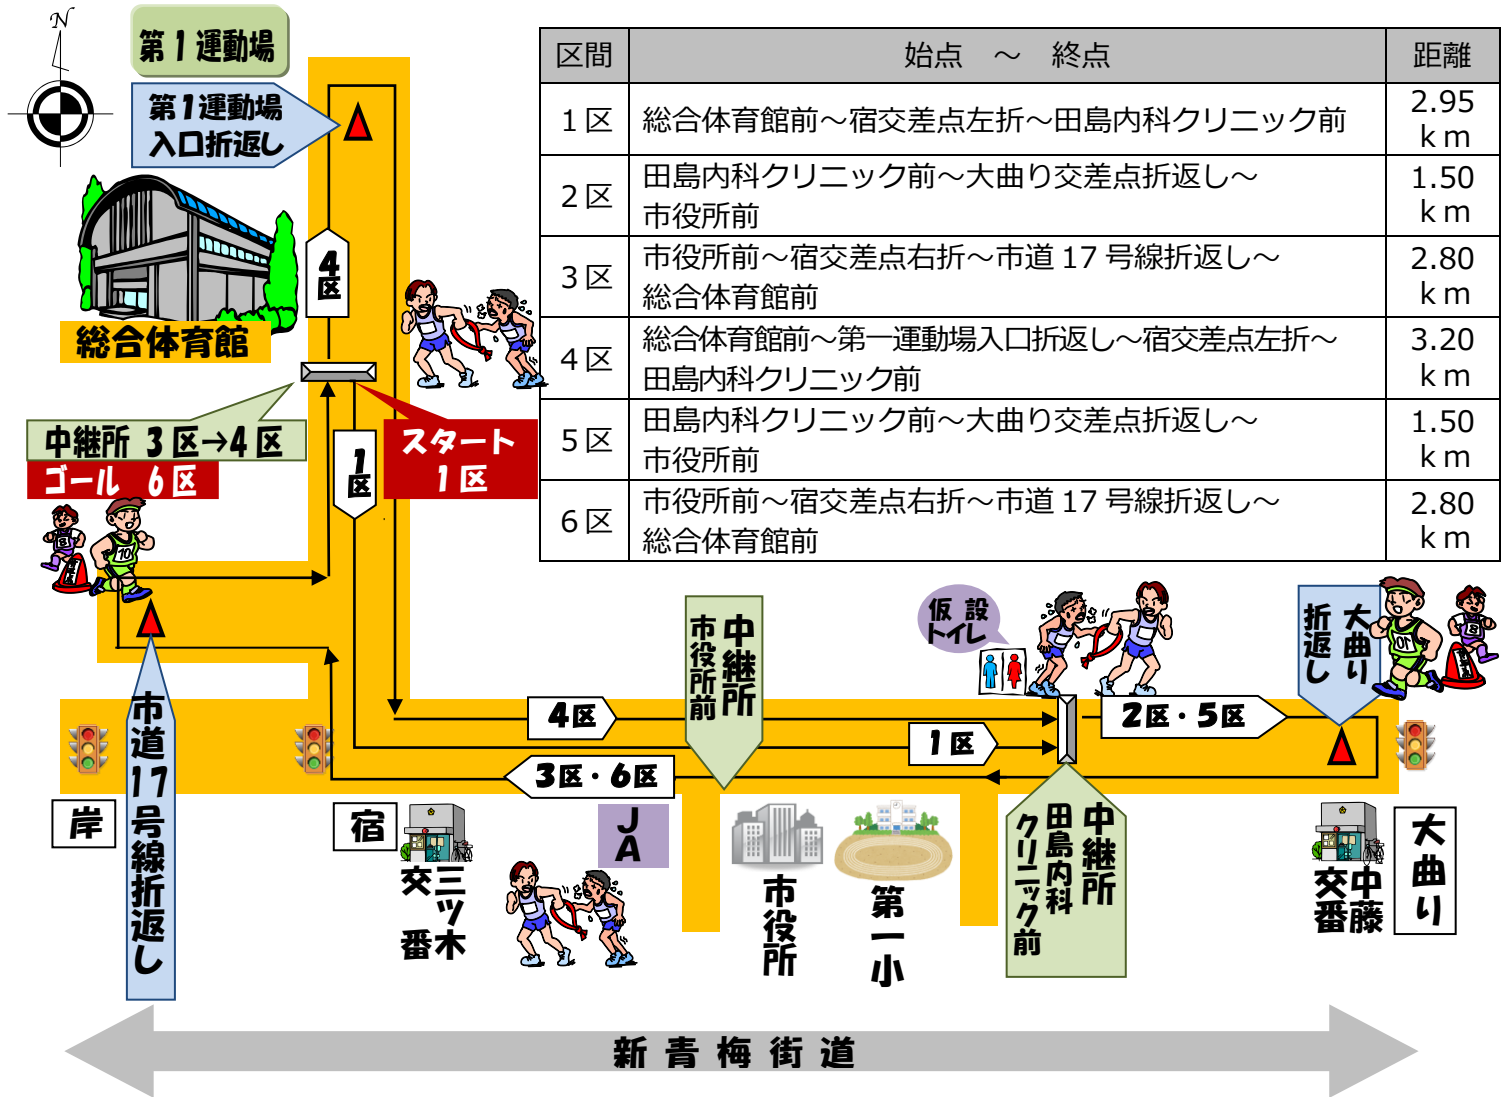 N
第1運動場
第1運動場
入口折返し
総合体育館
4区
中継所 3区→4区
ゴール 6区
1区
スタート
1区
区間 始点 ～ 終点 距離
1区 総合体育館前～宿交差点左折～田島内科クリニック前 2.95 km
2区 田島内科クリニック前～大曲り交差点折返し～
市役所前 1.50 km
3区 市役所前～宿交差点右折～市道17号線折返し～
総合体育館前 2.80 km
4区 総合体育館前～第一運動場入口折返し～宿交差点左折～
田島内科クリニック前 3.20 km
5区 田島内科クリニック前～大曲り交差点折返し～
市役所前 1.50 km
6区 市役所前～宿交差点右折～市道17号線折返し～
総合体育館前 2.80 km
市道17号線折返し
中継所
市役所前
仮設
トイレ
大曲り
折返し
4区
1区
2区・5区
3区・6区
岸
宿
三ツ木
交番
JA
市役所
第一小
中継所
田島内科
クリニック前
中藤
交番
大曲り
新青梅街道